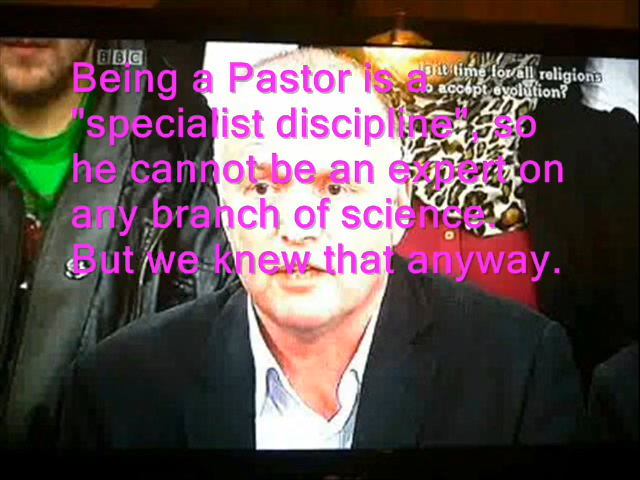 BBC
Is it time for all religions
to accept evolution?
Being a Pastor is a
"specialist discipline", so
he cannot be an expert on
any branch of science.
But we knew that anyway.